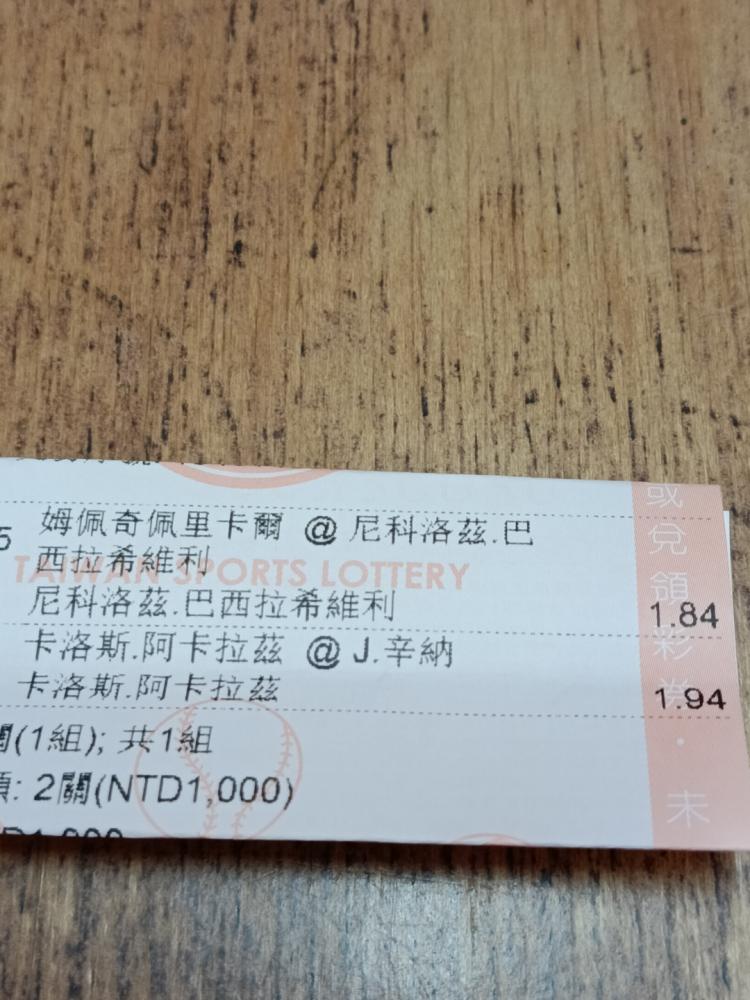 5 姆佩奇佩里卡爾 @ 尼科洛茲.巴
西拉希維利
TAIWAN SPORTS LOTTERY
尼科洛茲.巴西拉希維利 1.84
卡洛斯.阿卡拉茲 @ J.辛納
卡洛斯.阿卡拉茲 1.94
關(1組); 共1組
額: 2關(NTD1,000)
或兌領彩券・未